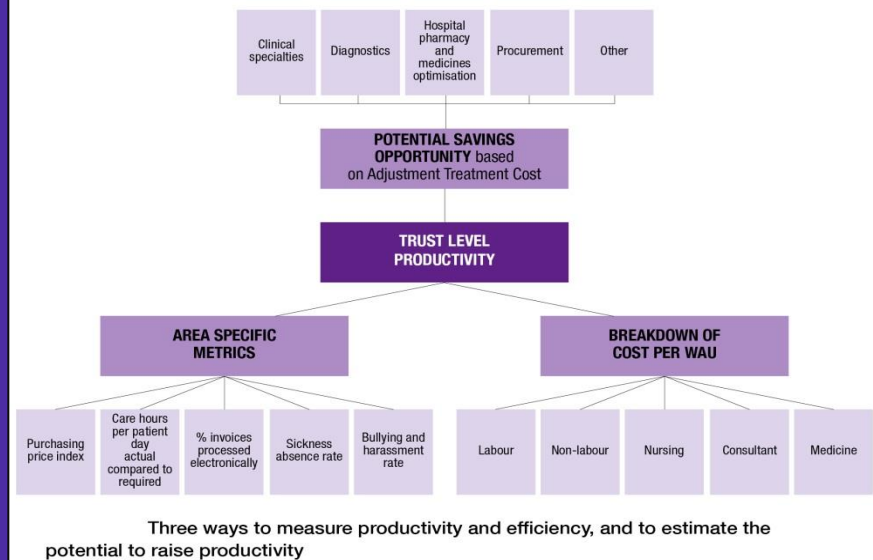 Clinical
specialties
Diagnostics
Hospital
pharmacy
and
medicines
optimisation
Procurement
Other
POTENTIAL SAVINGS
OPPORTUNITY based
on Adjustment Treatment Cost
TRUST LEVEL
PRODUCTIVITY
AREA SPECIFIC
METRICS
BREAKDOWN OF
COST PER WAU
Purchasing
price index
Care hours
per patient
day
actual
compared to
required
% invoices
processed
electronically
Sickness
absence rate
Bullying and
harassment
rate
Labour
Non-labour
Nursing
Consultant
Medicine
Three ways to measure productivity and efficiency, and to estimate the
potential to raise productivity